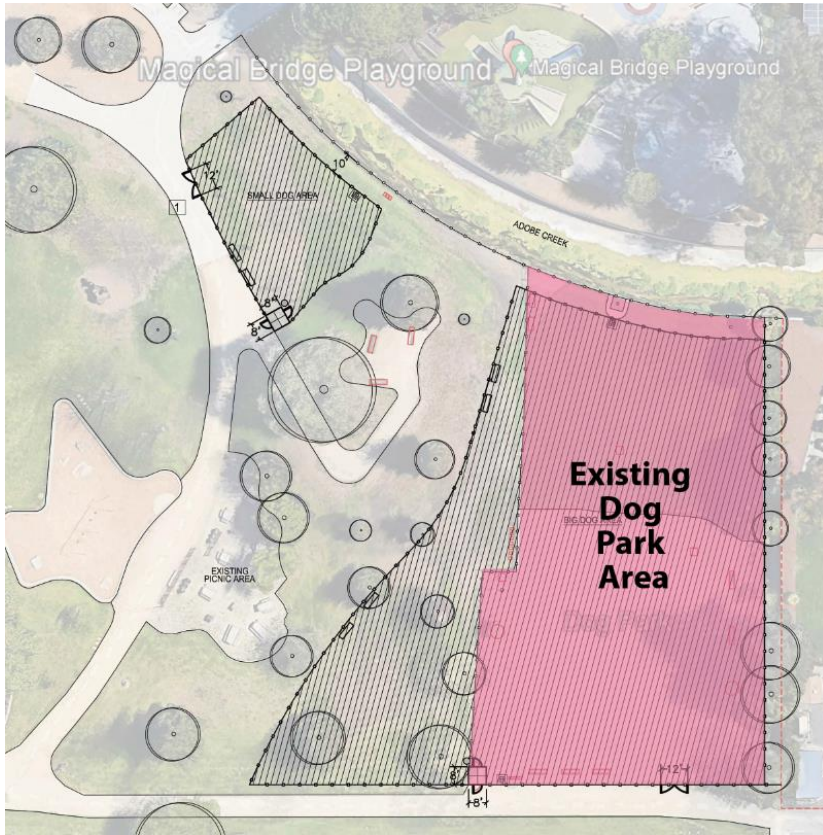 Magical Bridge Playground
Magical Bridge Playground
12'
10'
SMALL DOG AREA
1
ADOBE CREEK
8'
8'
Existing
Dog
Park
Area
BIG DOG AREA
EXISTING
PICNIC AREA
8'
12'
8'